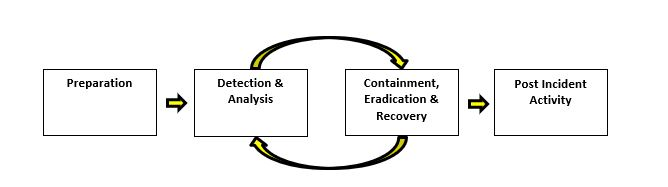 Preparation
Detection &
Analysis
Containment,
Eradication &
Recovery
Post Incident
Activity